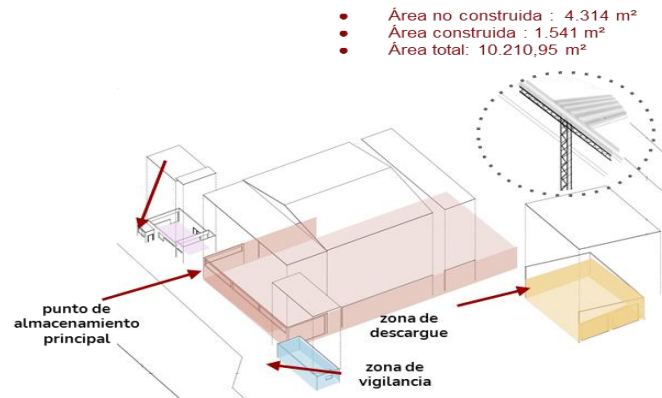 Área no construida : 4.314 m²
Área construida : 1.541 m²
Área total: 10.210,95 m²
punto de
almacenamiento
principal
zona de
descargue
zona de
vigilancia